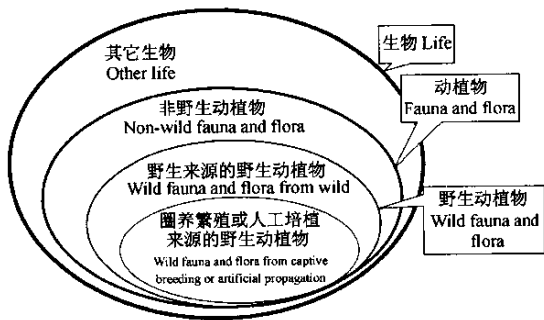 其它生物
Other life
生物 Life
动植物
Fauna and flora
非野生动植物
Non-wild fauna and flora
野生来源的野生动植物
Wild fauna and flora from wild
野生动植物
Wild fauna and
flora
圈养繁殖或人工培植
来源的野生动植物
Wild fauna and flora from captive
breeding or artificial propagation